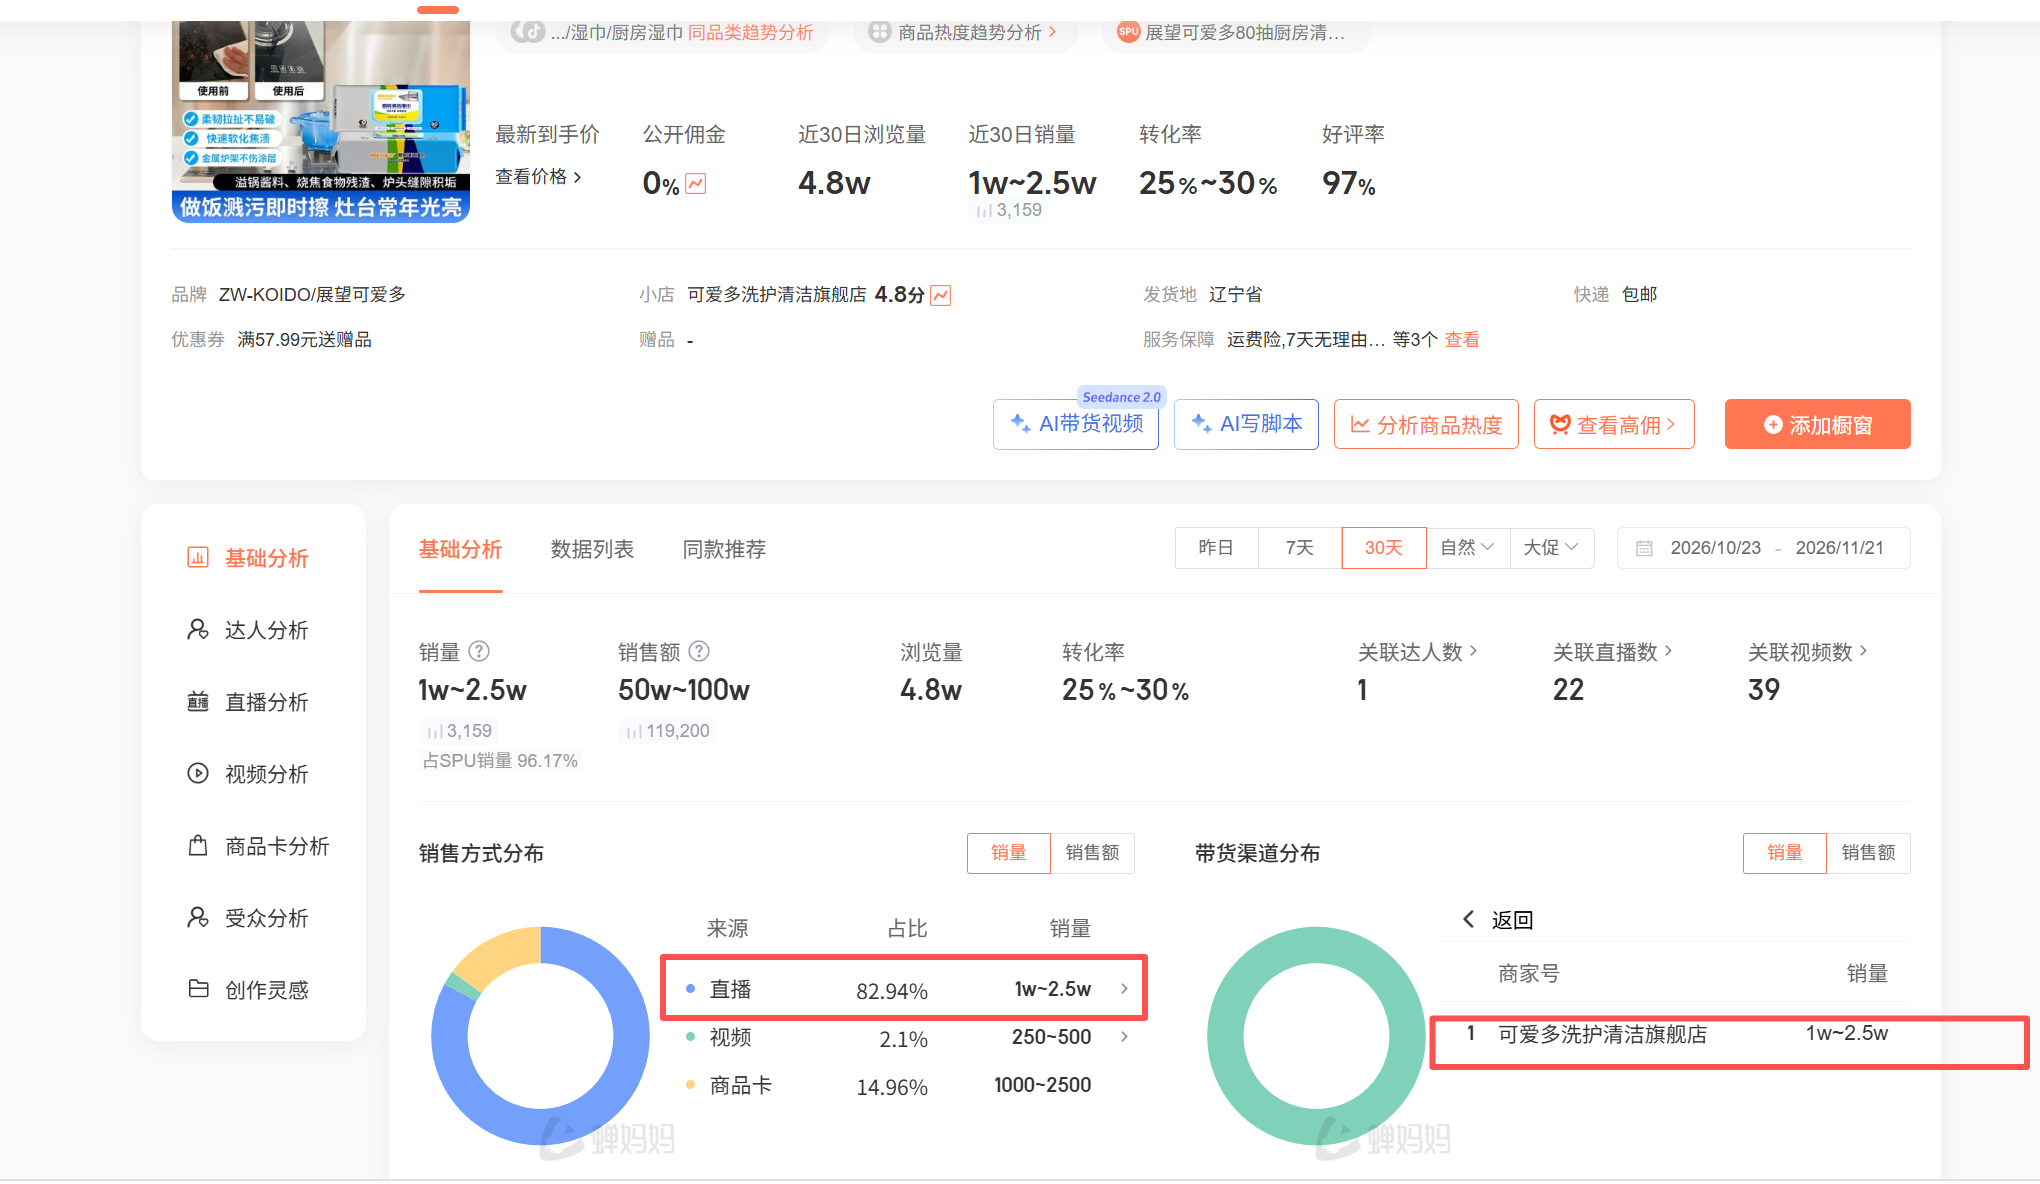 .../湿巾/厨房湿巾 同品类趋势分析
商品热度趋势分析 >
SPU 展望可爱多80抽厨房清...
使用前
使用后
柔韧拉扯不易破
快速软化焦渍
金属炉架不伤涂层
溢锅酱料、烧焦食物残渣、炉头缝隙积垢
做饭溅污即时擦 灶台常年光亮
最新到手价
查看价格 >
公开佣金
0%
近30日浏览量
4.8w
近30日销量
1w~2.5w
3,159
转化率
25%~30%
好评率
97%
品牌 ZW-KOIDO/展望可爱多
小店 可爱多洗护清洁旗舰店 4.8分
发货地 辽宁省
快递 包邮
优惠券 满57.99元送赠品
赠品 -
服务保障 运费险,7天无理由... 等3个 查看
Seedance 2.0
AI带货视频
AI写脚本
分析商品热度
查看高佣 >
添加橱窗
基础分析
达人分析
直播分析
视频分析
商品卡分析
受众分析
创作灵感
基础分析
数据列表
同款推荐
昨日
7天
30天
自然
大促
2026/10/23 - 2026/11/21
销量
1w~2.5w
3,159
占SPU销量 96.17%
销售额
50w~100w
119,200
浏览量
4.8w
转化率
25%~30%
关联达人数 >
1
关联直播数 >
22
关联视频数 >
39
销售方式分布
销量 销售额
来源 占比 销量
直播 82.94% 1w~2.5w >
视频 2.1% 250~500 >
商品卡 14.96% 1000~2500
蝉妈妈
带货渠道分布
销量 销售额
< 返回
商家号 销量
1 可爱多洗护清洁旗舰店 1w~2.5w
蝉妈妈